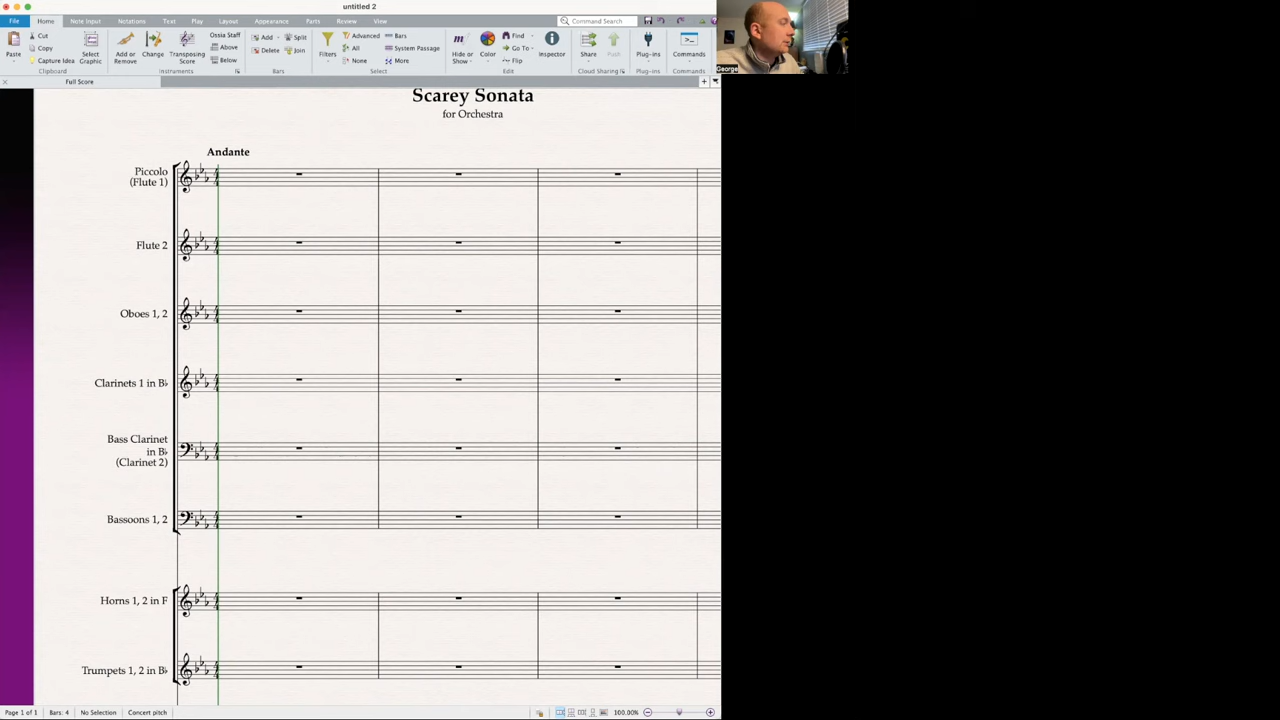 untitled 2
File Home Note Input Notations Text Play Layout Appearance Parts Review View Command Search
Paste Cut Copy Capture Idea Select Graphic Clipboard
Add or Remove Change Transposing Score Ossia Staff Above Below Instruments
Add Split Delete Join Bars
Filters Advanced All None Bars System Passage More Select
Hide or Show Color Find Go To Flip Inspector Edit
Share Push Cloud Sharing
Plug-ins Plug-ins
Commands Commands
George
Full Score
Scarey Sonata
for Orchestra
Andante
Piccolo
(Flute 1)
Flute 2
Oboes 1, 2
Clarinets 1 in B♭
Bass Clarinet
in B♭
(Clarinet 2)
Bassoons 1, 2
Horns 1, 2 in F
Trumpets 1, 2 in B♭
Page 1 of 1 Bars: 4 No Selection Concert pitch 100.00%